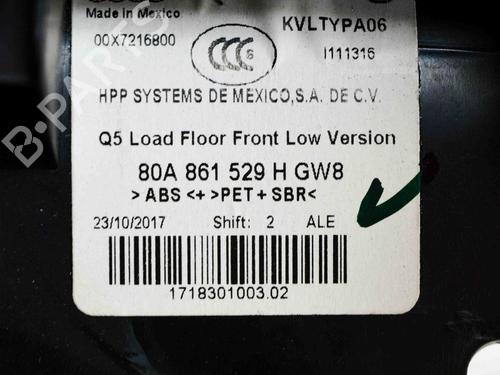 Made in Mexico
KVLTYPA06
00X7216800
I111316
HPP SYSTEMS DE MEXICO,S.A. DE C.V.
Q5 Load Floor Front Low Version
80A 861 529 H GW8
>ABS<+>PET+SBR<
23/10/2017 Shift: 2 ALE
1718301003.02
B-PARTS